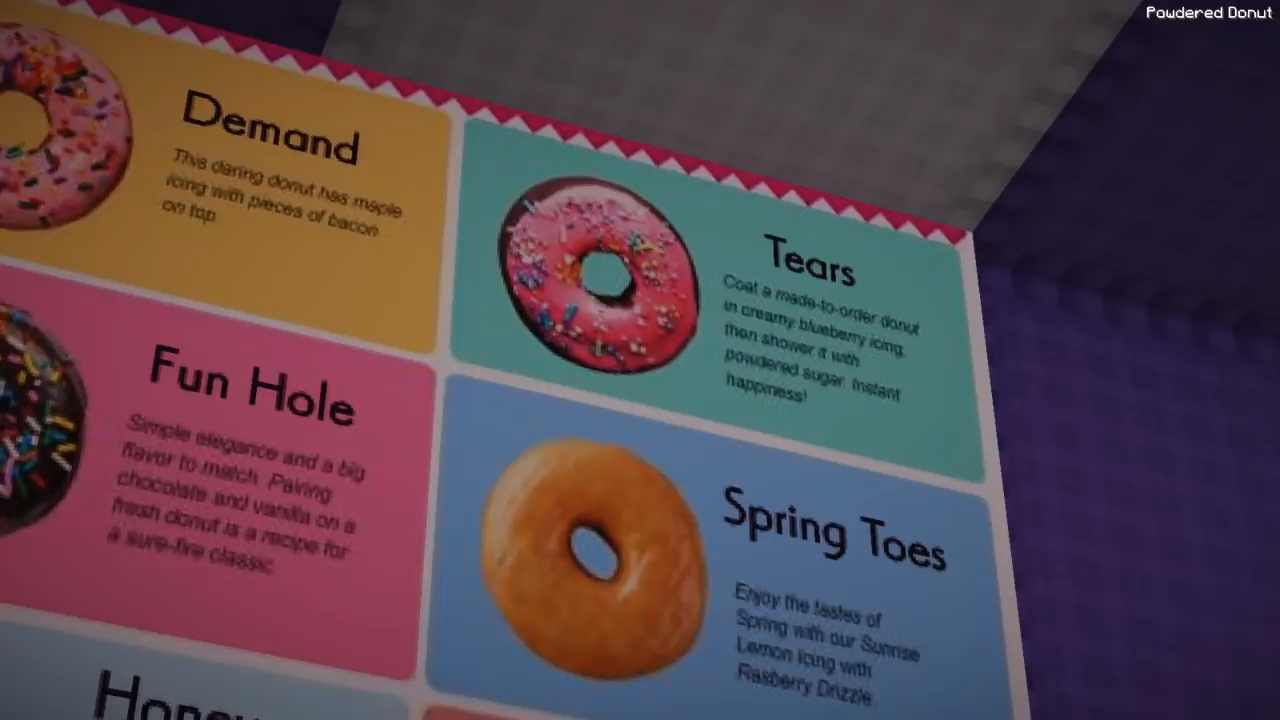 Powdered Donut
Demand
This daring donut has maple
icing with pieces of bacon
on top.
Tears
Coat a made-to-order donut
in creamy blueberry icing,
then shower it with
powdered sugar. Instant
happiness!
Fun Hole
Simple elegance and a big
flavor to match. Pairing
chocolate and vanilla on a
fresh donut is a recipe for
a sure-fire classic.
Spring Toes
Enjoy the tastes of
Spring with our Sunrise
Lemon Icing with
Rasberry Drizzle